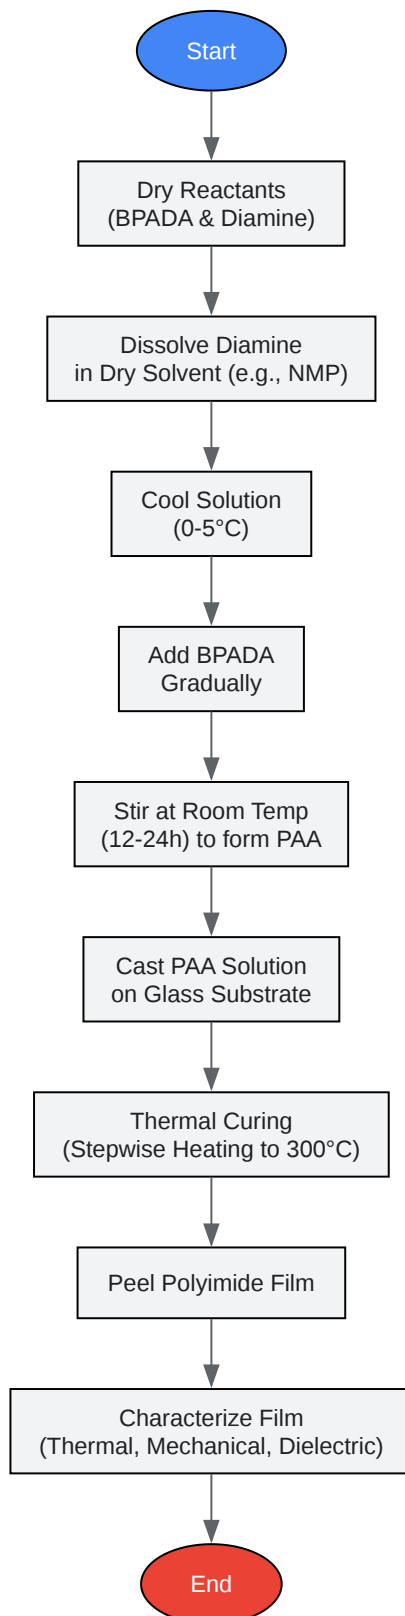 Start
Dry Reactants
(BPADA & Diamine)
Dissolve Diamine
in Dry Solvent (e.g., NMP)
Cool Solution
(0-5°C)
Add BPADA
Gradually
Stir at Room Temp
(12-24h) to form PAA
Cast PAA Solution
on Glass Substrate
Thermal Curing
(Stepwise Heating to 300°C)
Peel Polyimide Film
Characterize Film
(Thermal, Mechanical, Dielectric)
End